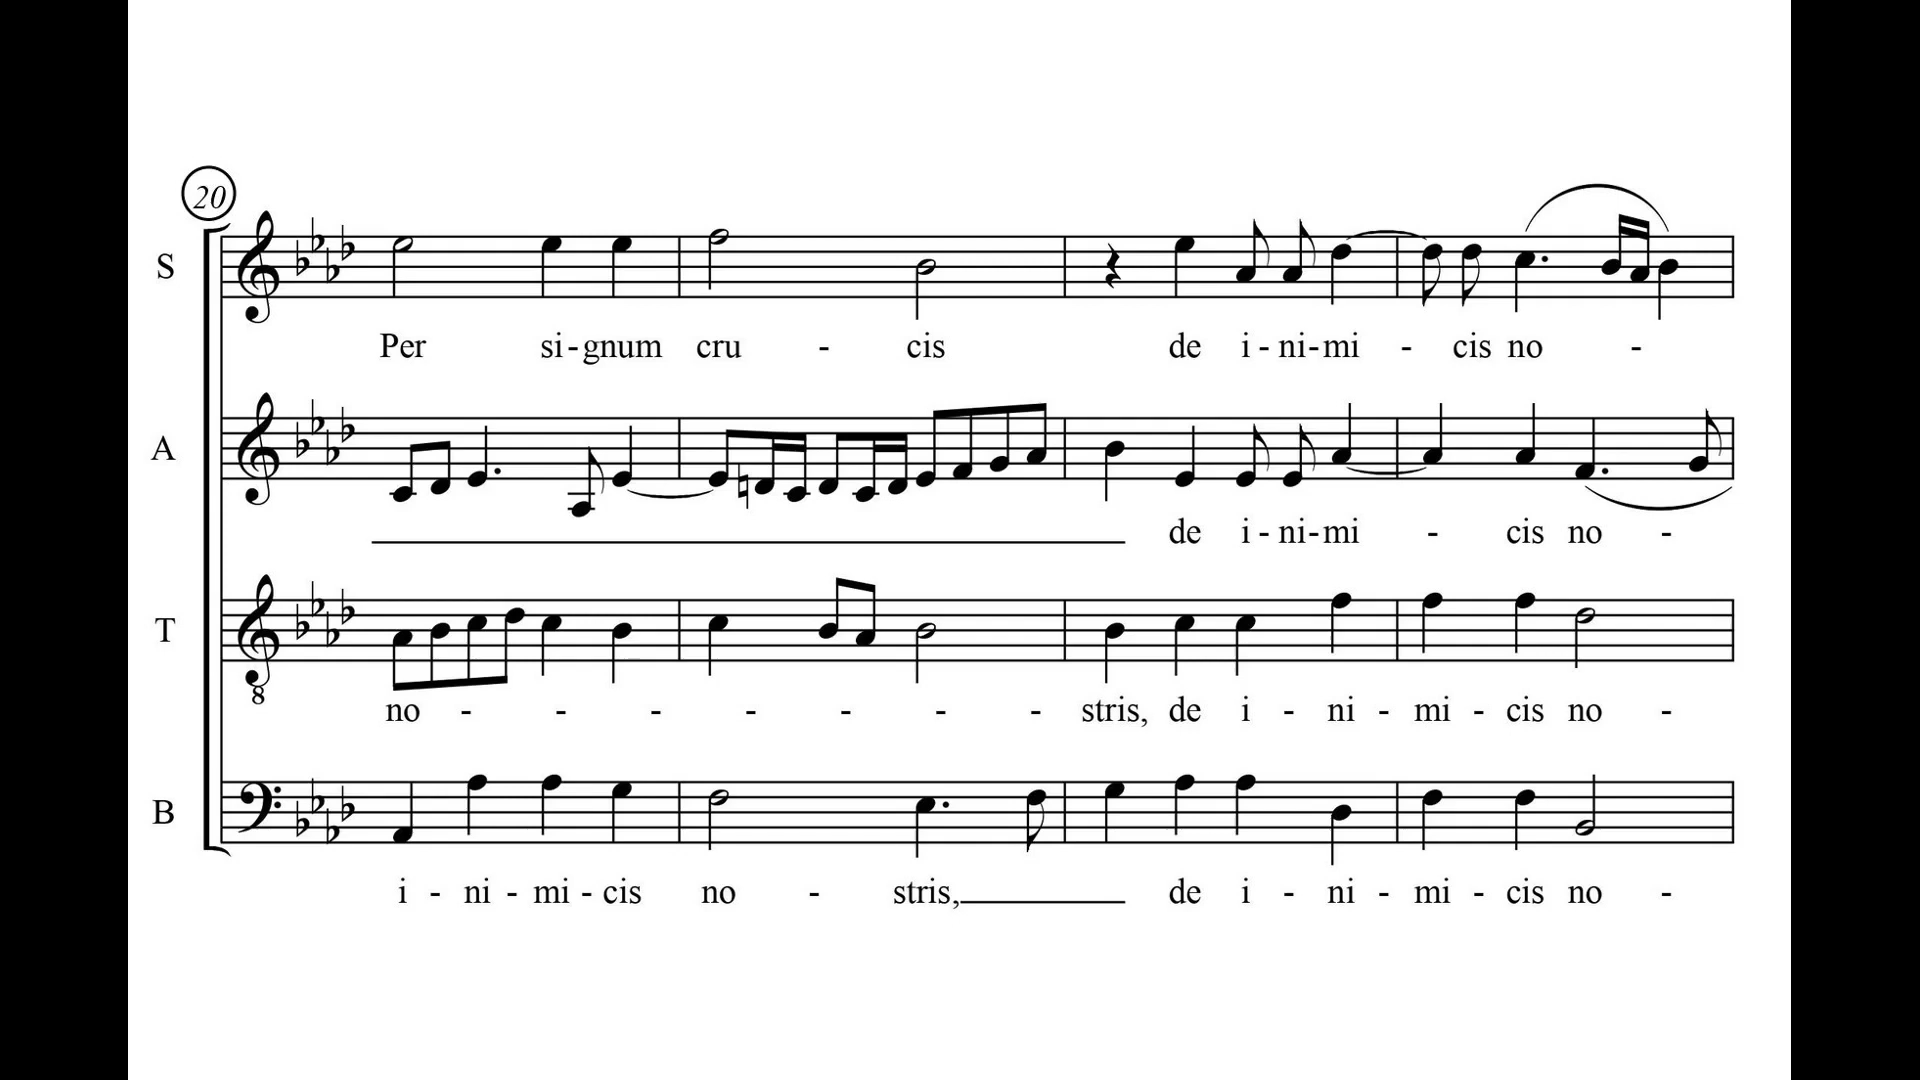 20
S
Per si - gnum cru - cis de i - ni - mi - cis no -
A
de i - ni - mi - cis no -
T
8
no - - - - - - - stris, de i - ni - mi - cis no -
B
i - ni - mi - cis no - stris, de i - ni - mi - cis no -